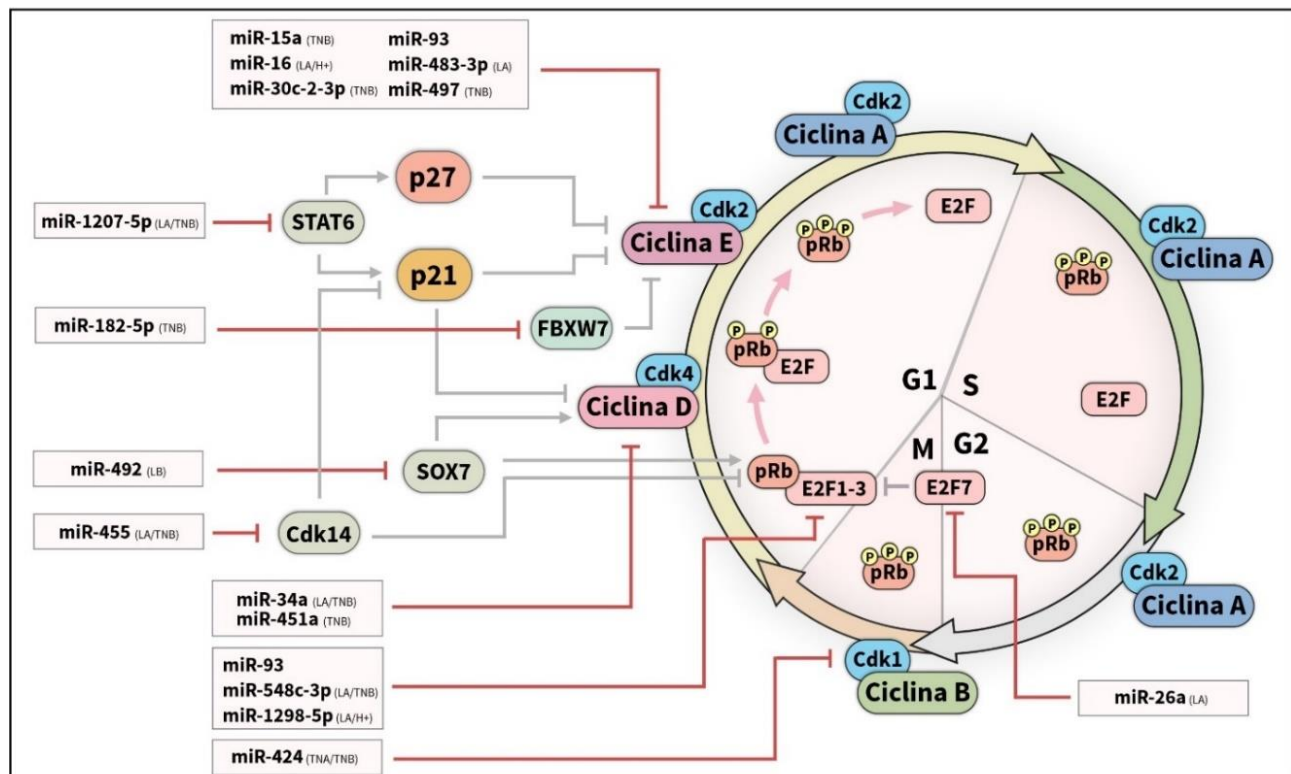 miR-15a (TNB) miR-93
miR-16 (LA/H+) miR-483-3p (LA)
miR-30c-2-3p (TNB) miR-497 (TNB)
Cdk2
Ciclina A
p27
miR-1207-5p (LA/TNB)
STAT6
p21
Cdk2
Ciclina E
P P P
pRb
E2F
Cdk2
Ciclina A
P P P
pRb
miR-182-5p (TNB)
FBXW7
P P
pRb
E2F
Cdk4
Ciclina D
G1 S
E2F
miR-492 (LB)
SOX7
M G2
pRb
E2F1-3
E2F7
miR-455 (LA/TNB)
Cdk14
P P P
pRb
P P P
pRb
Cdk2
Ciclina A
miR-34a (LA/TNB)
miR-451a (TNB)
miR-93
miR-548c-3p (LA/TNB)
miR-1298-5p (LA/H+)
Cdk1
Ciclina B
miR-26a (LA)
miR-424 (TNA/TNB)